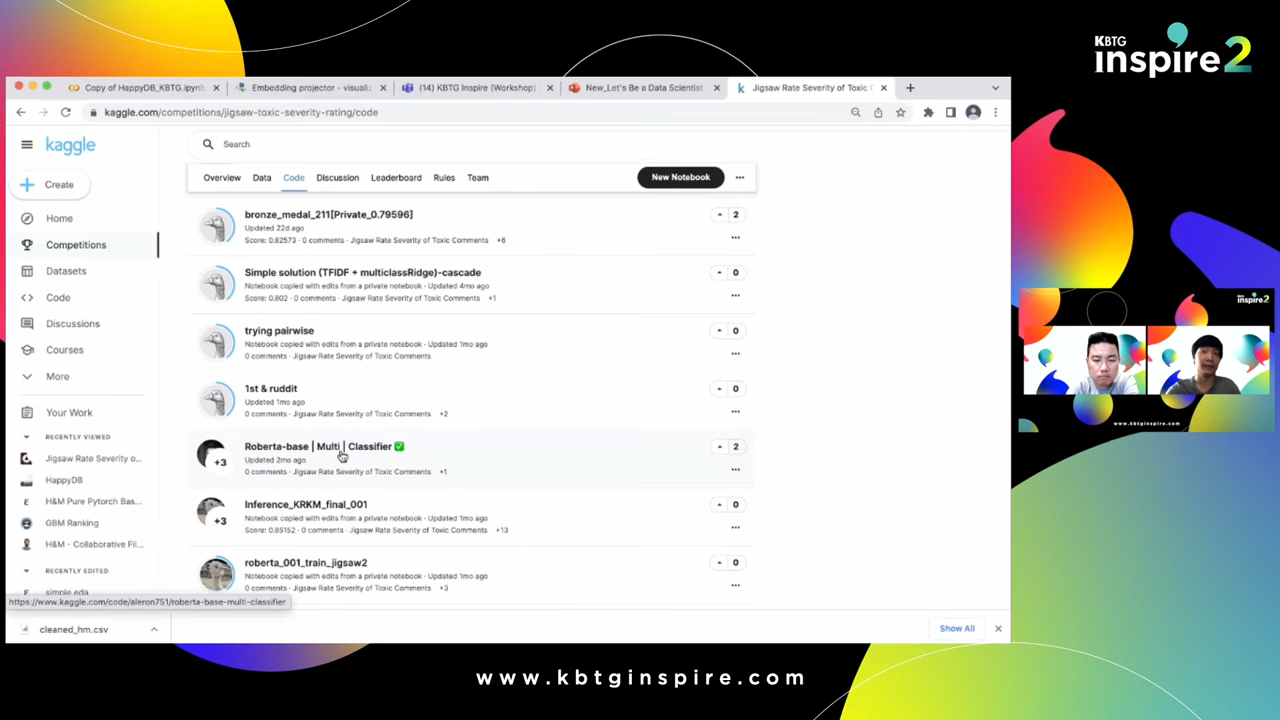 KBTG
inspire 2
Copy of HappyDB_KBTG.ipynb
Embedding projector - visuali
(14) KBTG Inspire (Workshop)
New_Let's Be a Data Scientist
Jigsaw Rate Severity of Toxic C
kaggle.com/competitions/jigsaw-toxic-severity-rating/code
kaggle
Search
Overview Data Code Discussion Leaderboard Rules Team
New Notebook
Create
Home
Competitions
Datasets
Code
Discussions
Courses
More
Your Work
RECENTLY VIEWED
Jigsaw Rate Severity o...
HappyDB
H&M Pure Pytorch Bas...
GBM Ranking
H&M - Collaborative Fil...
RECENTLY EDITED
simple eda
bronze_medal_211[Private_0.79596]
2
Updated 22d ago
Score: 0.82573 · 0 comments · Jigsaw Rate Severity of Toxic Comments +6
Simple solution (TFIDF + multiclassRidge)-cascade
0
Notebook copied with edits from a private notebook · Updated 4mo ago
Score: 0.802 · 0 comments · Jigsaw Rate Severity of Toxic Comments +1
trying pairwise
0
Notebook copied with edits from a private notebook · Updated 1mo ago
0 comments · Jigsaw Rate Severity of Toxic Comments
1st & ruddit
0
Updated 1mo ago
0 comments · Jigsaw Rate Severity of Toxic Comments +2
Roberta-base | Multi | Classifier ✅
2
Updated 2mo ago
+3
0 comments · Jigsaw Rate Severity of Toxic Comments +1
Inference_KRKM_final_001
0
Notebook copied with edits from a private notebook · Updated 1mo ago
+3
Score: 0.85152 · 0 comments · Jigsaw Rate Severity of Toxic Comments +13
roberta_001_train_jigsaw2
0
Notebook copied with edits from a private notebook · Updated 1mo ago
0 comments · Jigsaw Rate Severity of Toxic Comments +3
https://www.kaggle.com/code/aleron751/roberta-base-multi-classifier
cleaned_hm.csv
Show All
KBTG
inspire 2
www.kbtginspire.com
www.kbtginspire.com